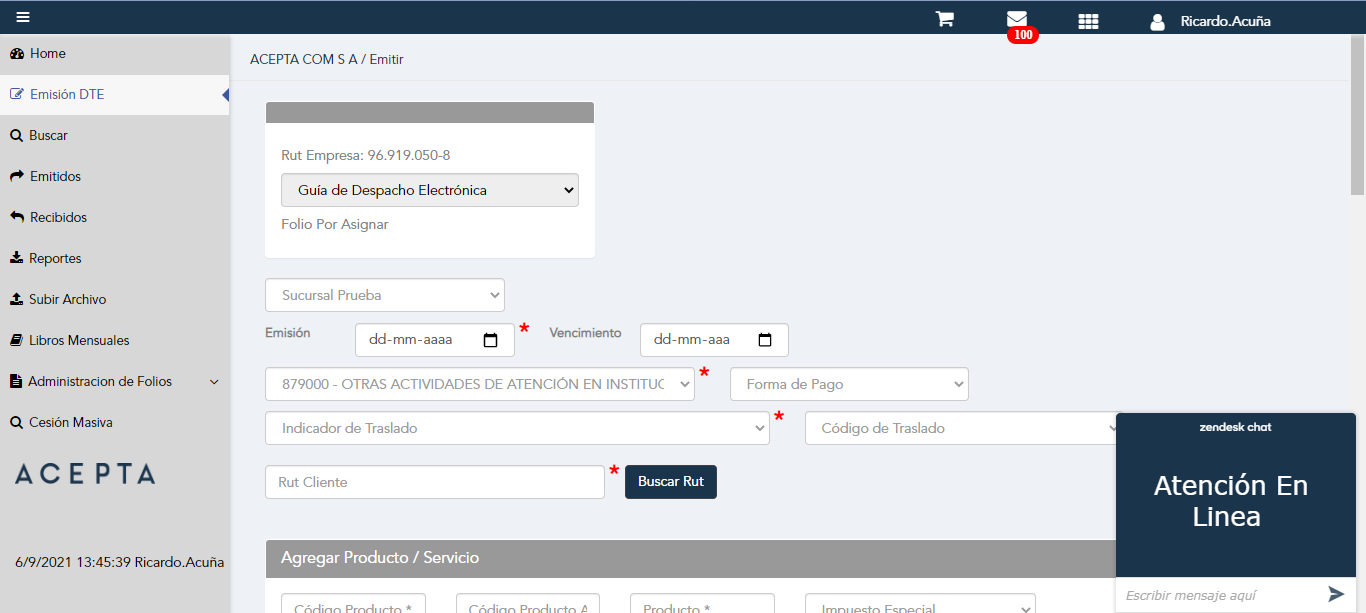 Ricardo.Acuña
100
Home
Emisión DTE
Buscar
Emitidos
Recibidos
Reportes
Subir Archivo
Libros Mensuales
Administracion de Folios
Cesión Masiva
ACEPTA
6/9/2021 13:45:39 Ricardo.Acuña
ACEPTA COM S A / Emitir
Rut Empresa: 96.919.050-8
Guía de Despacho Electrónica
Folio Por Asignar
Sucursal Prueba
Emisión dd-mm-aaaa * Vencimiento dd-mm-aaa
879000 - OTRAS ACTIVIDADES DE ATENCIÓN EN INSTITUC * Forma de Pago
Indicador de Traslado * Código de Traslado
Rut Cliente * Buscar Rut
Agregar Producto / Servicio
Código Producto * Código Producto A Producto * Impuesto Especial
zendesk chat
Atención En
Linea
Escribir mensaje aquí